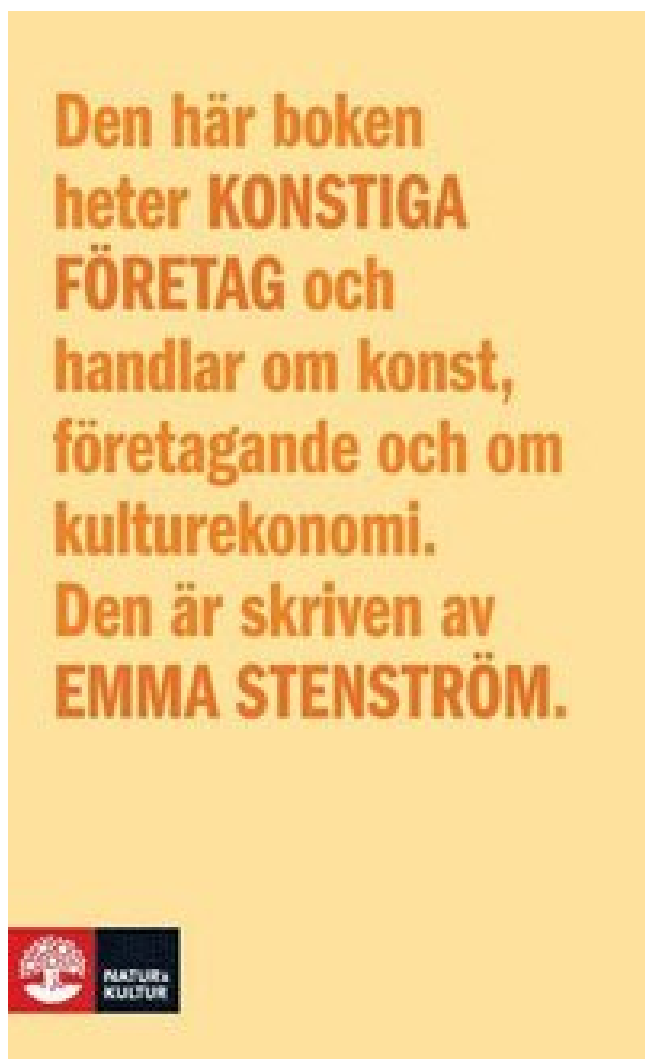 Den här boken
heter KONSTIGA
FÖRETAG och
handlar om konst,
företagande och om
kulturekonomi.
Den är skriven av
EMMA STENSTRÖM.
NATUR &
KULTUR